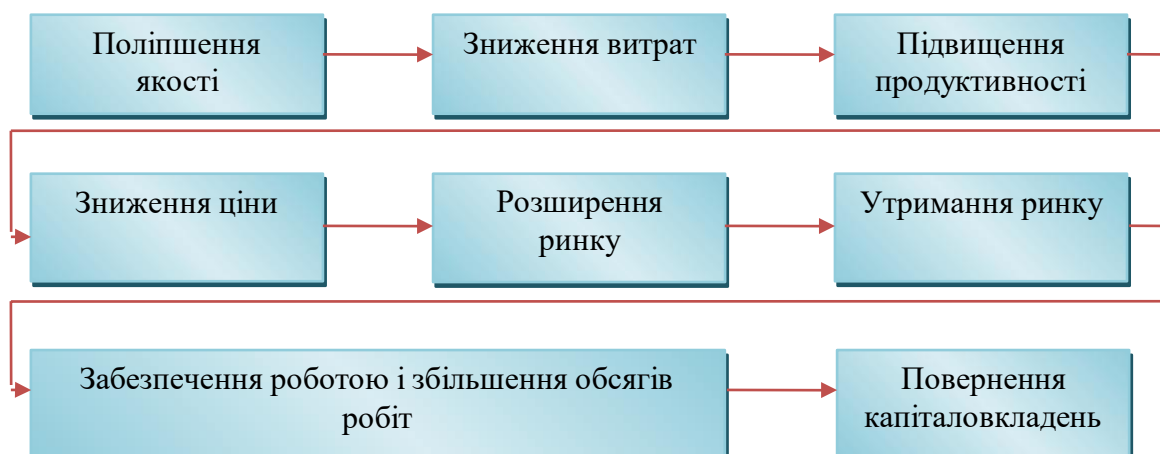 Поліпшення
якості
Зниження витрат
Підвищення
продуктивності
Зниження ціни
Розширення
ринку
Утримання ринку
Забезпечення роботою і збільшення обсягів
робіт
Повернення
капіталовкладень